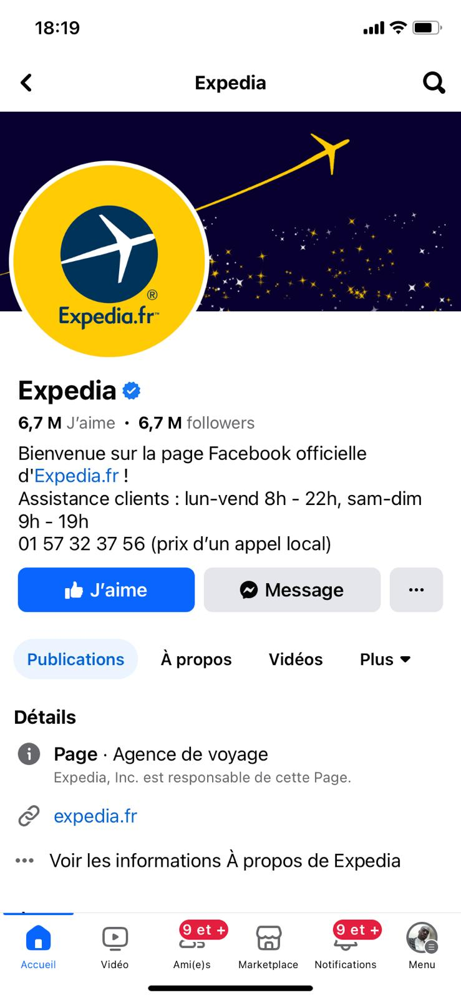 18:19
Expedia
®
Expedia.fr™
Expedia
6,7 M J’aime • 6,7 M followers
Bienvenue sur la page Facebook officielle
d'Expedia.fr !
Assistance clients : lun-vend 8h - 22h, sam-dim
9h - 19h
01 57 32 37 56 (prix d’un appel local)
J’aime
Message
Publications
À propos
Vidéos
Plus
Détails
Page · Agence de voyage
Expedia, Inc. est responsable de cette Page.
expedia.fr
Voir les informations À propos de Expedia
9 et +
9 et +
Accueil
Vidéo
Ami(e)s
Marketplace
Notifications
Menu